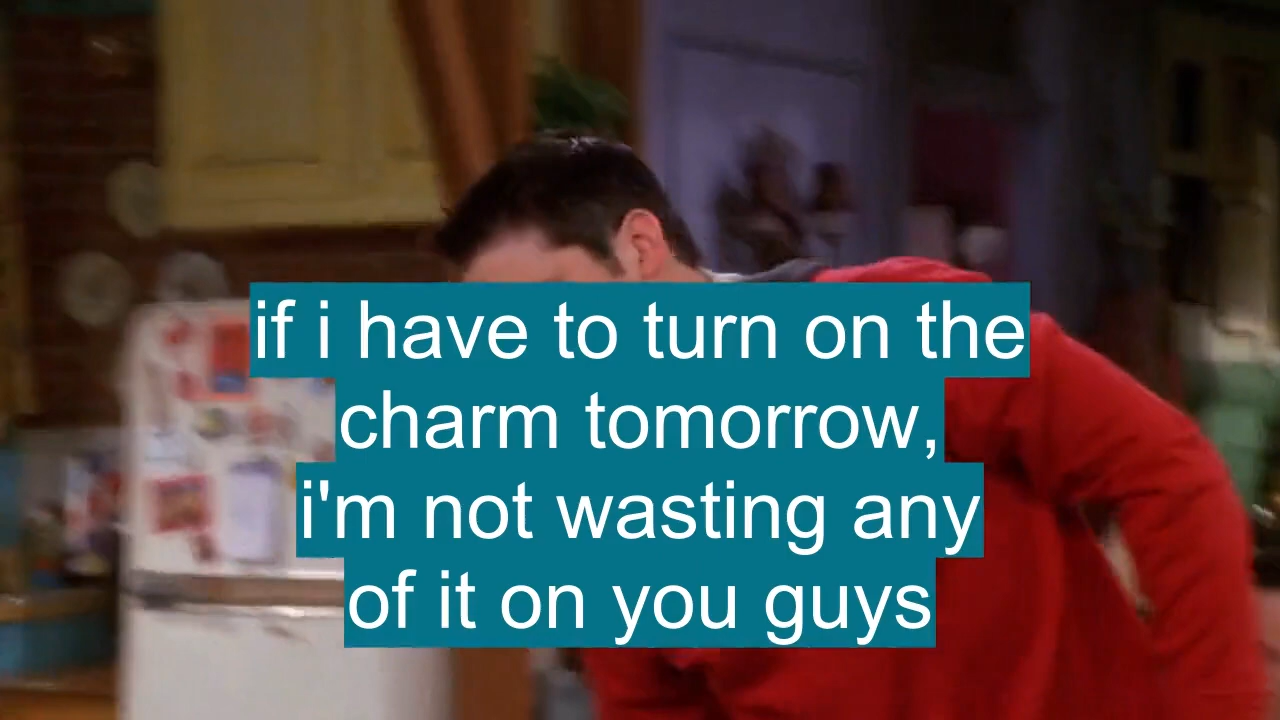 if i have to turn on the
charm tomorrow,
i'm not wasting any
of it on you guys